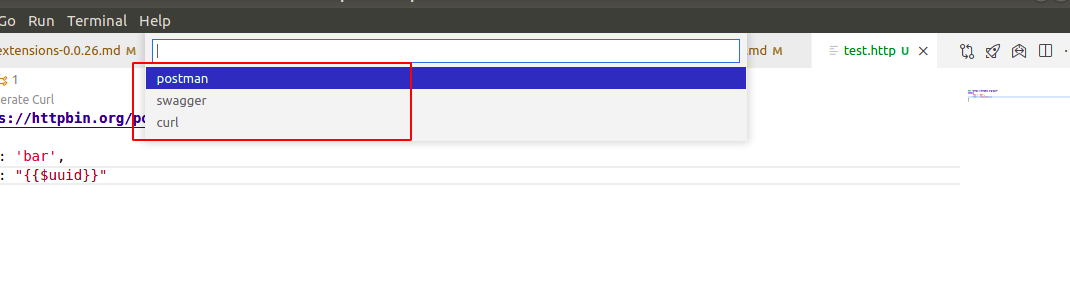 Go Run Terminal Help
extensions-0.0.26.md M
.md M
test.http U
1
postman
erate Curl
swagger
s://httpbin.org/po
curl
: 'bar',
: "{{$uuid}}"